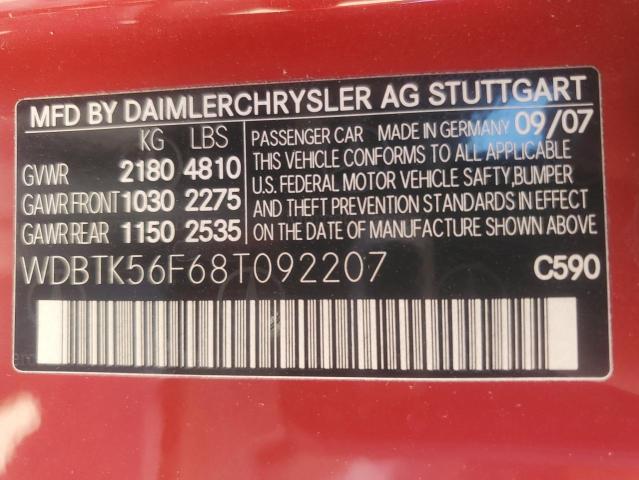 MFD BY DAIMLERCHRYSLER AG STUTTGART
KG LBS
GVWR 2180 4810
GAWR FRONT 1030 2275
GAWR REAR 1150 2535
PASSENGER CAR MADE IN GERMANY 09/07
THIS VEHICLE CONFORMS TO ALL APPLICABLE
U.S. FEDERAL MOTOR VEHICLE SAFTY,BUMPER
AND THEFT PREVENTION STANDARDS IN EFFECT
ON THE DATE OF MANUFACTURE SHOWN ABOVE
WDBTK56F68T092207 C590